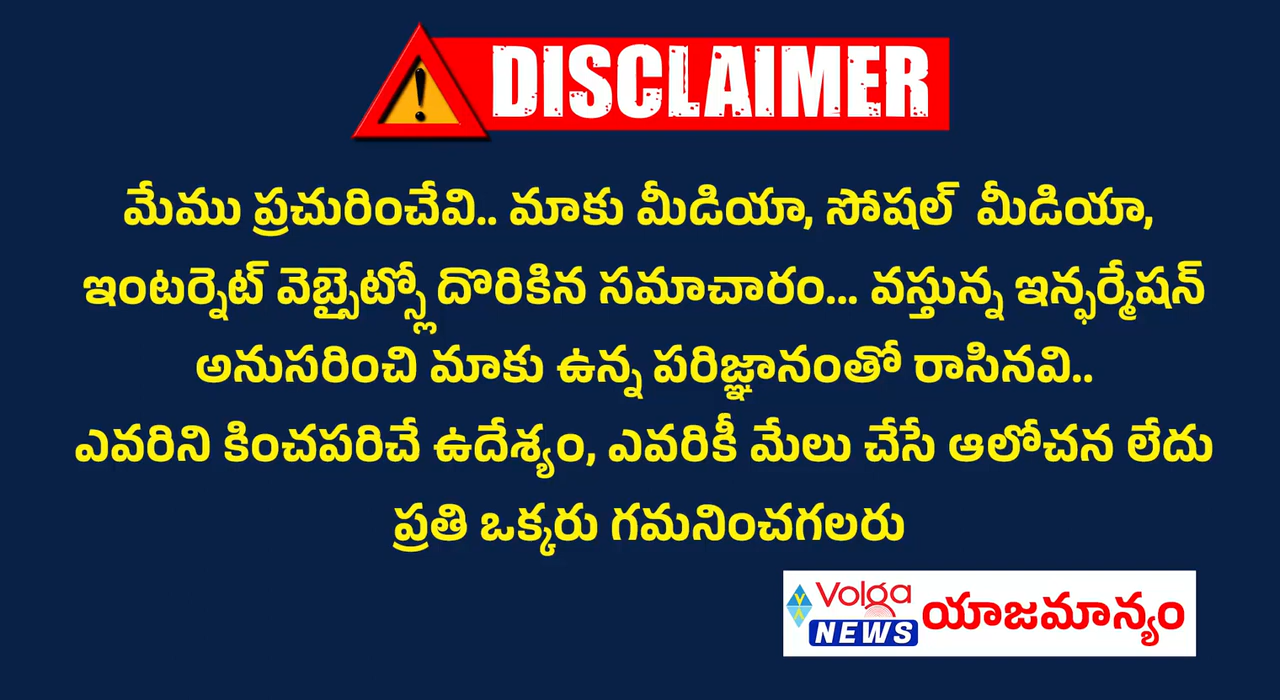 DISCLAIMER
మేము ప్రచురించేవి.. మాకు మీడియా, సోషల్ మీడియా,
ఇంటర్నెట్ వెబ్సైట్స్లో దొరికిన సమాచారం... వస్తున్న ఇన్ఫర్మేషన్
అనుసరించి మాకు ఉన్న పరిజ్ఞానంతో రాసినవి..
ఎవరిని కించపరిచే ఉదేశ్యం, ఎవరికీ మేలు చేసే ఆలోచన లేదు
ప్రతి ఒక్కరు గమనించగలరు
Volga
NEWS
యాజమాన్యం